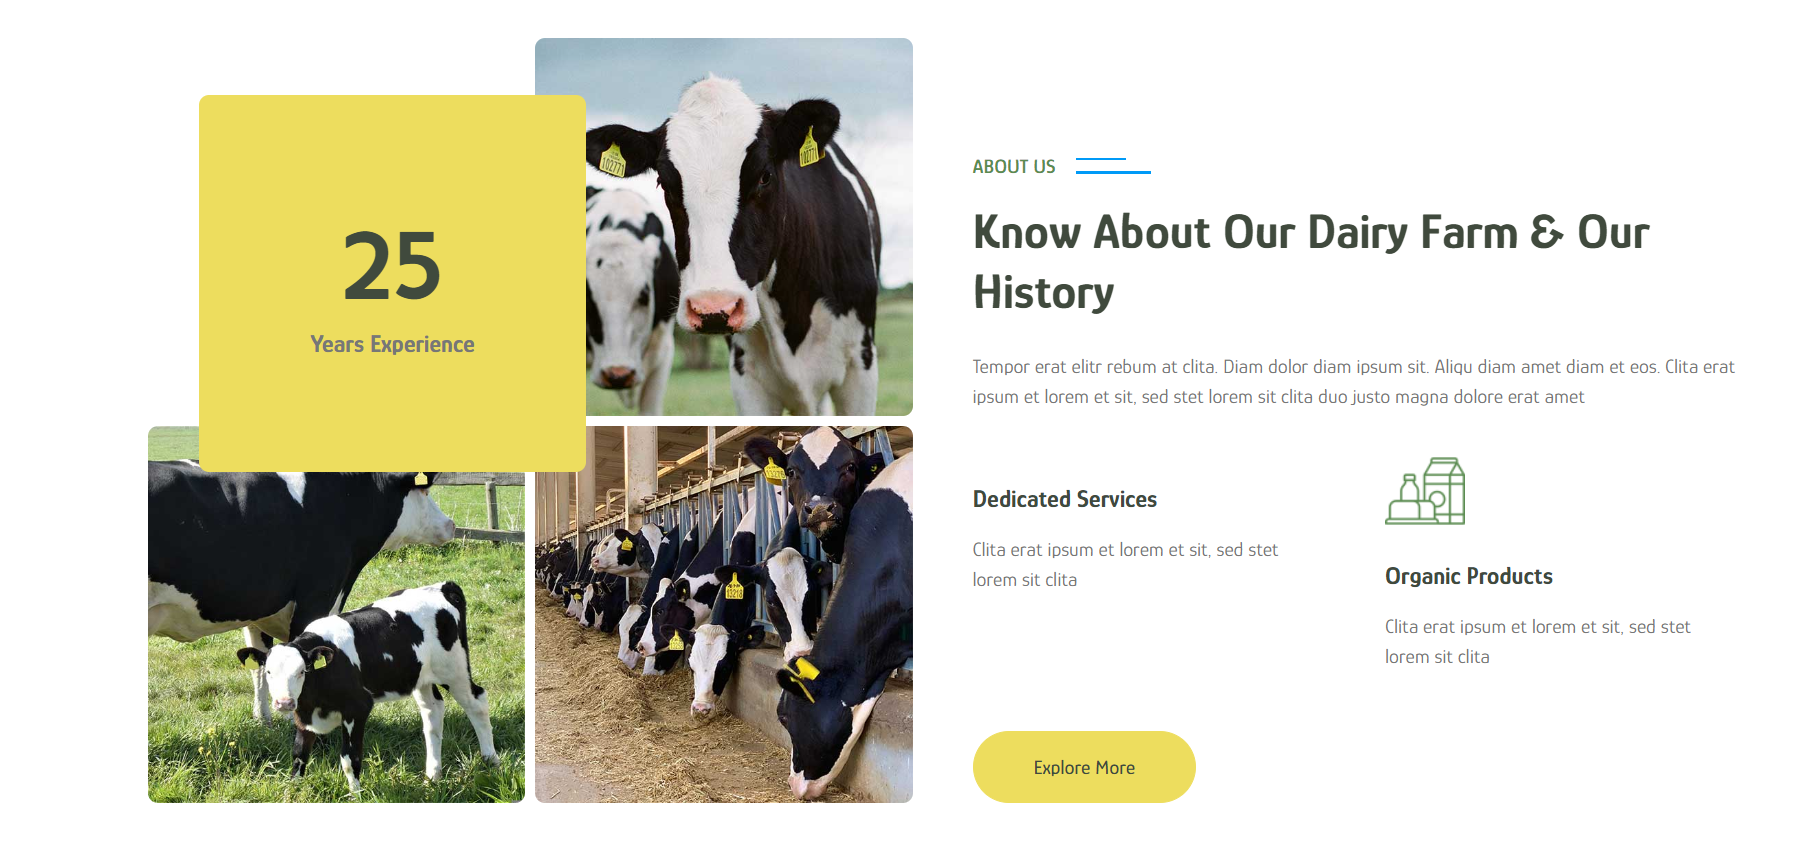 25
Years Experience
102771
102771
13218
ABOUT US
Know About Our Dairy Farm & Our
History
Tempor erat elitr rebum at clita. Diam dolor diam ipsum sit. Aliqu diam amet diam et eos. Clita erat
ipsum et lorem et sit, sed stet lorem sit clita duo justo magna dolore erat amet
Dedicated Services
Clita erat ipsum et lorem et sit, sed stet
lorem sit clita
Organic Products
Clita erat ipsum et lorem et sit, sed stet
lorem sit clita
Explore More